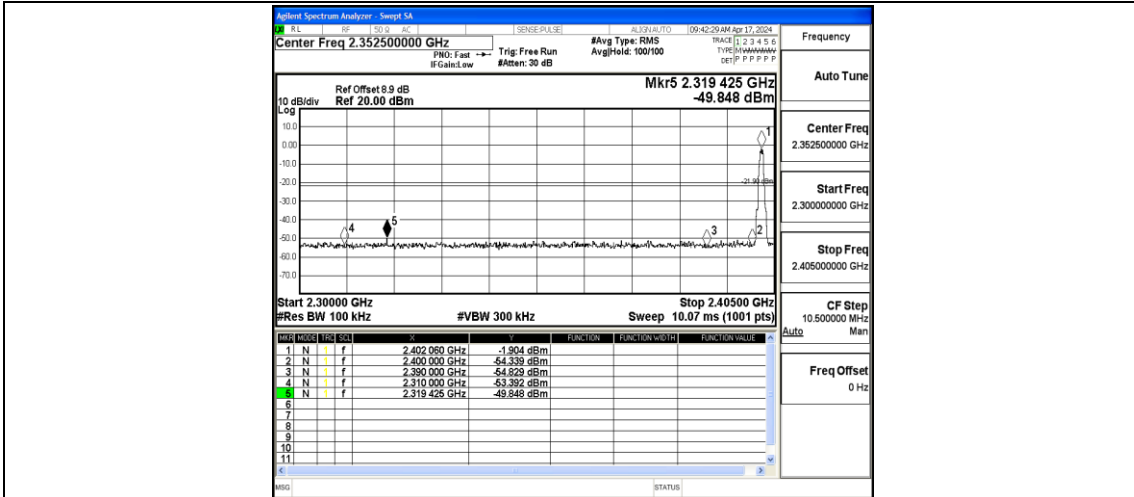 Agilent Spectrum Analyzer - Swept SA
RL RF 50 Ω AC SENSE:PULSE ALIGN AUTO 09:42:29 AM Apr 17, 2024
Center Freq 2.352500000 GHz
PNO: Fast
IFGain:Low
Trig: Free Run
#Atten: 30 dB
#Avg Type: RMS
Avg|Hold: 100/100
TRACE 1 2 3 4 5 6
TYPE MWWWWW
DET P P P P P P
Mkr5 2.319 425 GHz
-49.848 dBm
Ref Offset 8.9 dB
Ref 20.00 dBm
10 dB/div
Log
10.0
0.00
-10.0
-20.0
-30.0
-40.0
-50.0
-60.0
-70.0
1
-21.90 dBm
4
5
3
2
Start 2.30000 GHz
Stop 2.40500 GHz
#Res BW 100 kHz
#VBW 300 kHz
Sweep 10.07 ms (1001 pts)
MKR MODE TRC SCL X Y FUNCTION FUNCTION WIDTH FUNCTION VALUE
1 N 1 f 2.402 060 GHz -1.904 dBm
2 N 1 f 2.400 000 GHz -54.339 dBm
3 N 1 f 2.390 000 GHz -54.829 dBm
4 N 1 f 2.310 000 GHz -53.392 dBm
5 N 1 f 2.319 425 GHz -49.848 dBm
6
7
8
9
10
11
MSG
STATUS
Frequency
Auto Tune
Center Freq
2.352500000 GHz
Start Freq
2.300000000 GHz
Stop Freq
2.405000000 GHz
CF Step
10.500000 MHz
Auto Man
Freq Offset
0 Hz